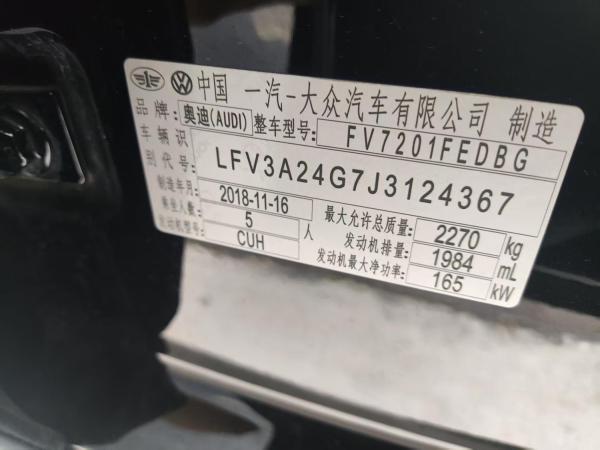 中国 一汽-大众汽车有限公司 制造
品牌 奥迪(AUDI) 整车型号: FV7201FEDBG
车辆识别代号: LFV3A24G7J3124367
制造年月: 2018-11-16 最大允许总质量: 2270 kg
乘坐人数: 5 人 发动机排量: 1984 mL
发动机型号: CUH 发动机最大净功率: 165 kW